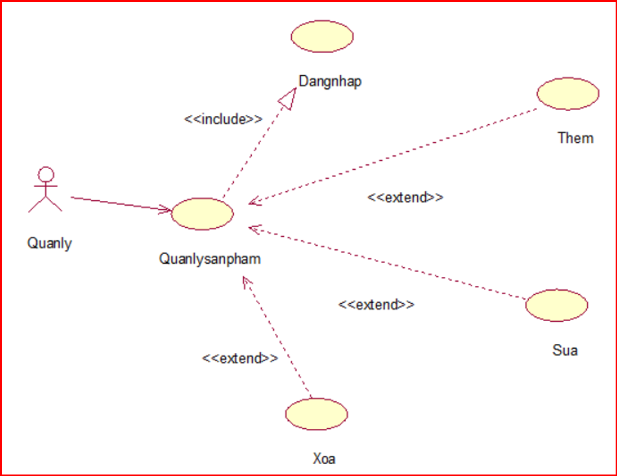 Dangnhap
<<include>>
Them
<<extend>>
Quanly
Quanlysanpham
<<extend>>
Sua
<<extend>>
Xoa